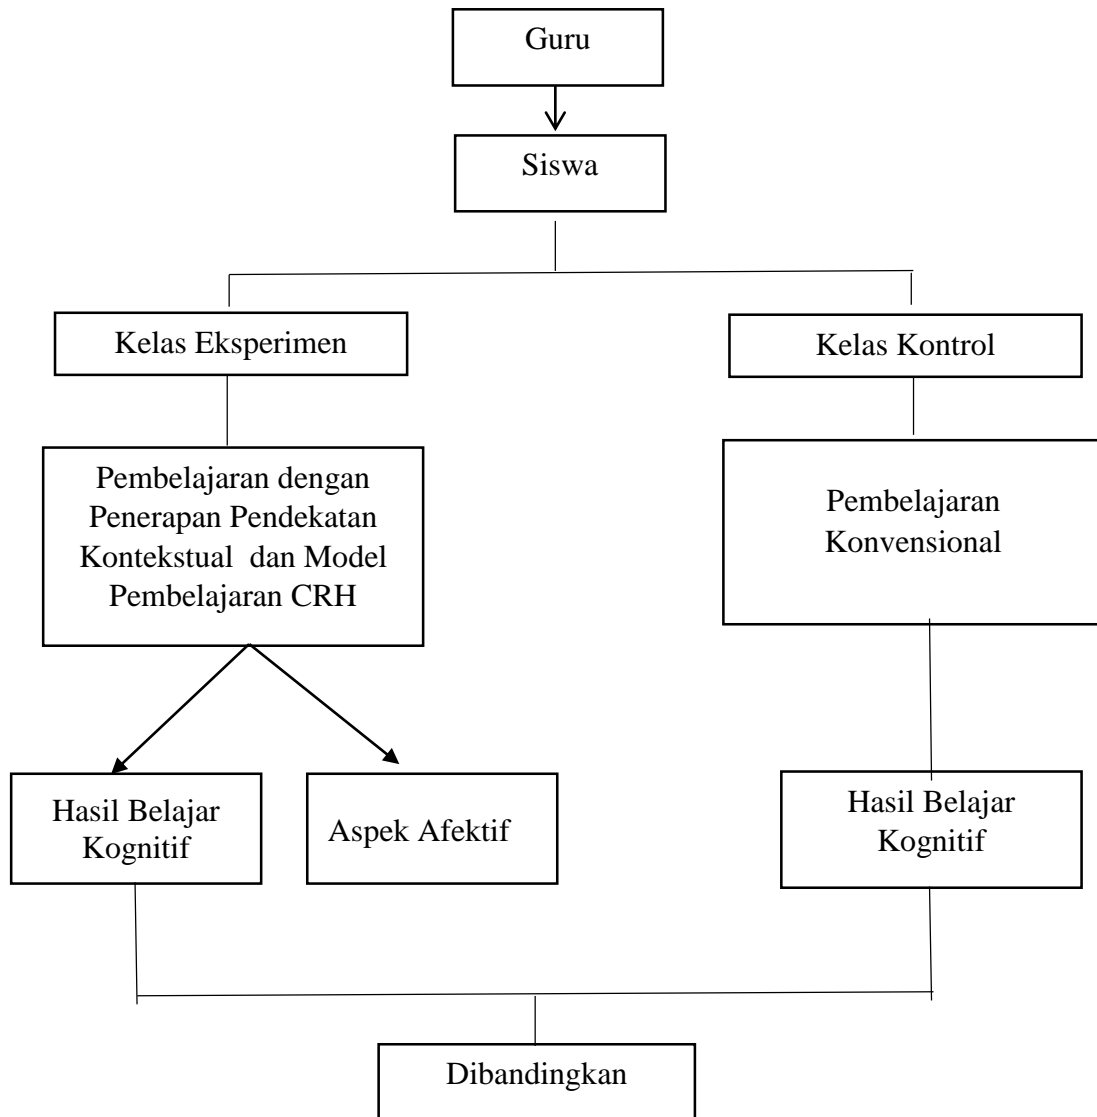 Guru
Siswa
Kelas Eksperimen
Kelas Kontrol
Pembelajaran dengan
Penerapan Pendekatan
Kontekstual dan Model
Pembelajaran CRH
Pembelajaran
Konvensional
Hasil Belajar
Kognitif
Aspek Afektif
Hasil Belajar
Kognitif
Dibandingkan